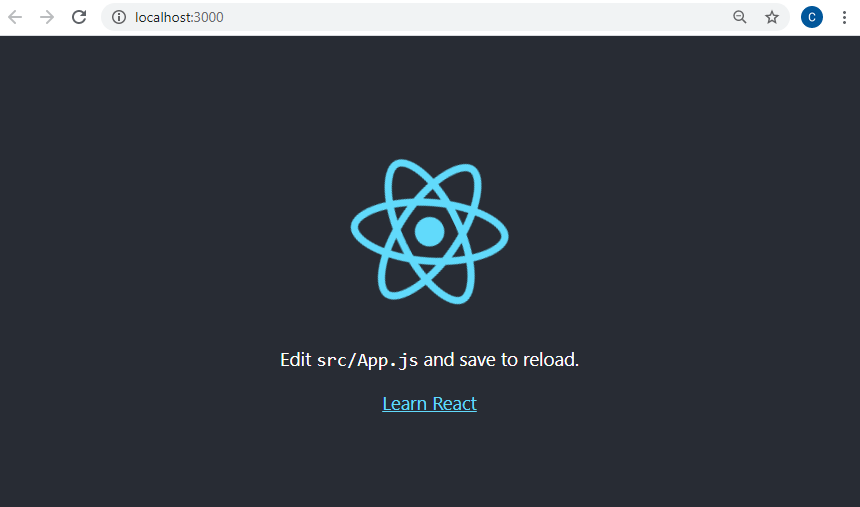 localhost:3000
C
Edit src/App.js and save to reload.
Learn React